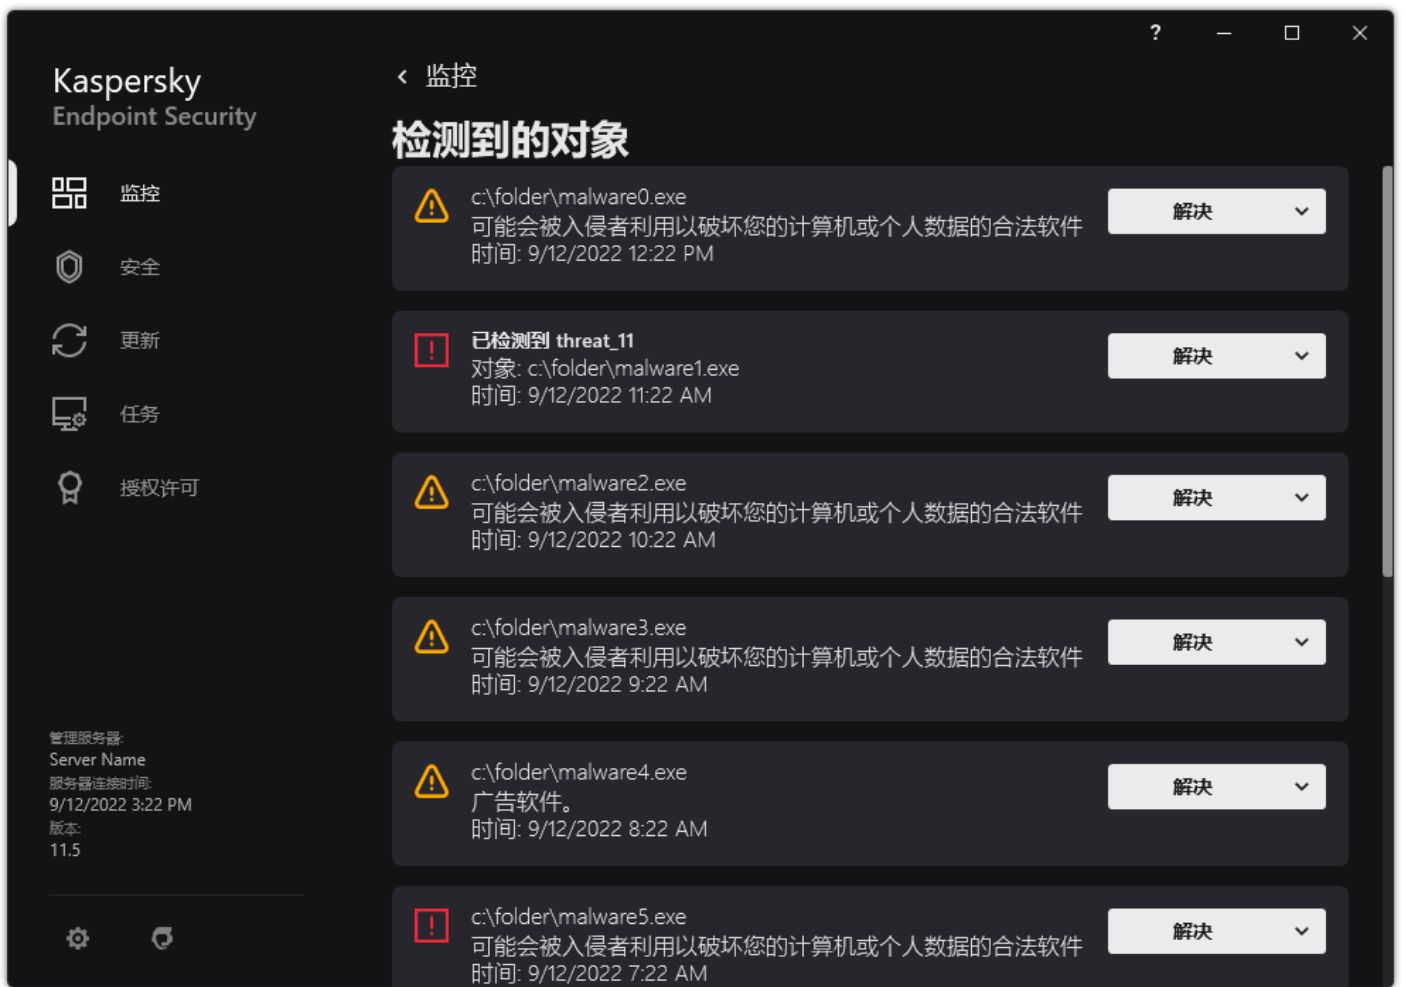 ?
Kaspersky
Endpoint Security
监控
安全
更新
任务
授权许可
管理服务器:
Server Name
服务器连接时间:
9/12/2022 3:22 PM
版本:
11.5
监控
检测到的对象
c:\folder\malware0.exe
可能会被入侵者利用以破坏您的计算机或个人数据的合法软件
时间: 9/12/2022 12:22 PM
解决
已检测到 threat_11
对象: c:\folder\malware1.exe
时间: 9/12/2022 11:22 AM
解决
c:\folder\malware2.exe
可能会被入侵者利用以破坏您的计算机或个人数据的合法软件
时间: 9/12/2022 10:22 AM
解决
c:\folder\malware3.exe
可能会被入侵者利用以破坏您的计算机或个人数据的合法软件
时间: 9/12/2022 9:22 AM
解决
c:\folder\malware4.exe
广告软件。
时间: 9/12/2022 8:22 AM
解决
c:\folder\malware5.exe
可能会被入侵者利用以破坏您的计算机或个人数据的合法软件
时间: 9/12/2022 7:22 AM
解决